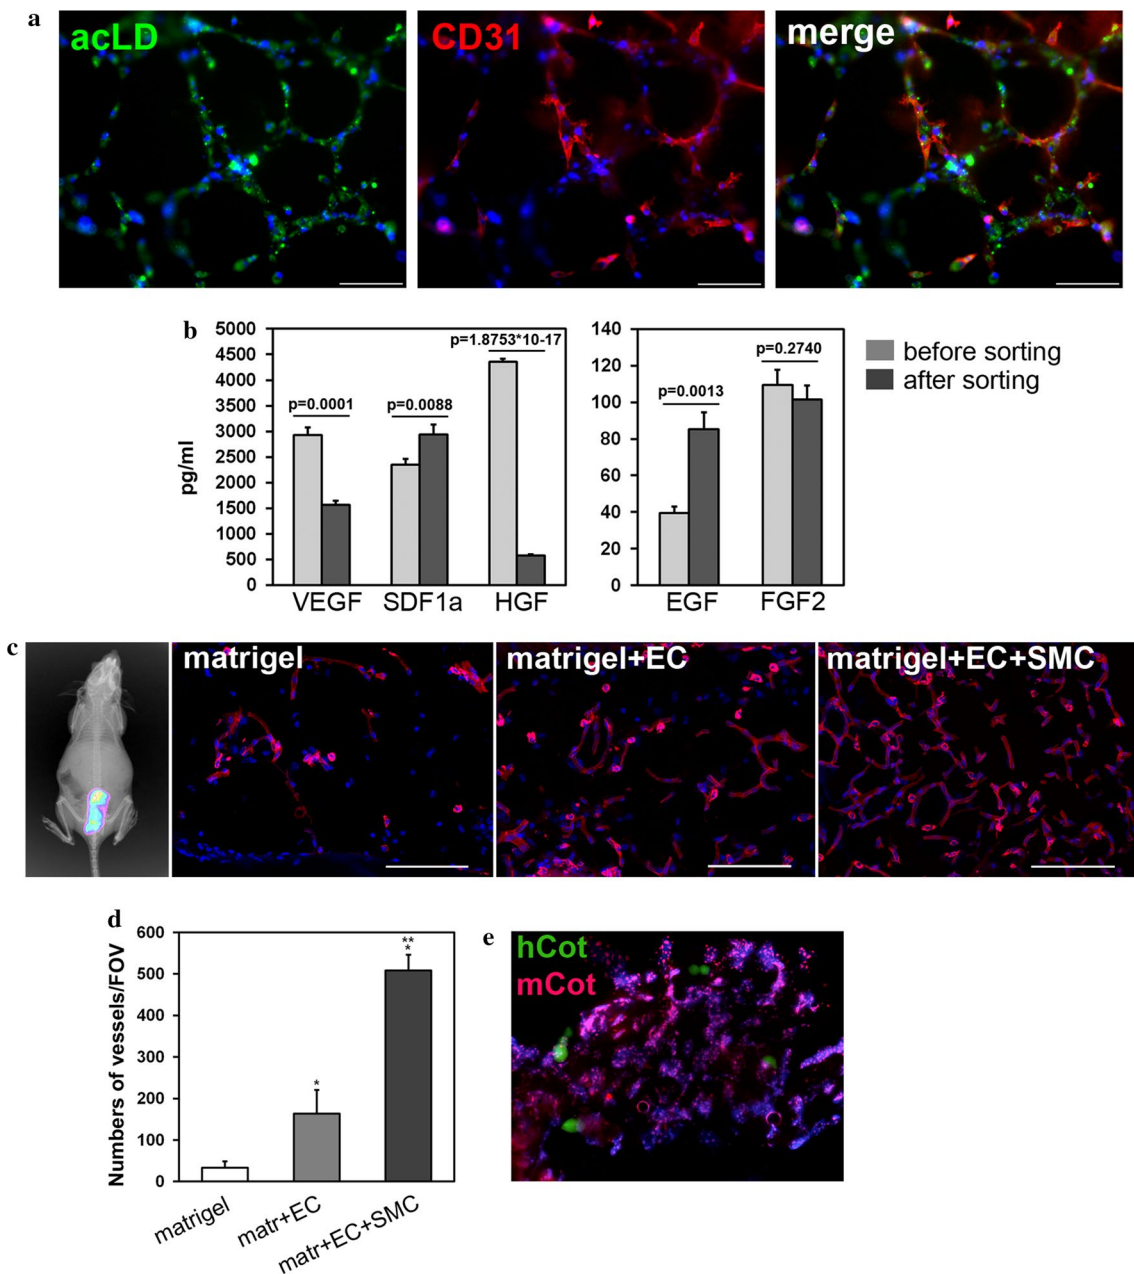 a
acLD
CD31
merge
b
5000
4500
4000
3500
3000
2500
2000
1500
1000
500
0
pg/ml
p=0.0001
p=0.0088
p=1.8753*10-17
VEGF
SDF1a
HGF
140
120
100
80
60
40
20
0
p=0.0013
p=0.2740
EGF
FGF2
before sorting
after sorting
c
matrigel
matrigel+EC
matrigel+EC+SMC
d
600
500
400
300
200
100
0
Numbers of vessels/FOV
*
**
*
matrigel
matr+EC
matr+EC+SMC
e
hCot
mCot